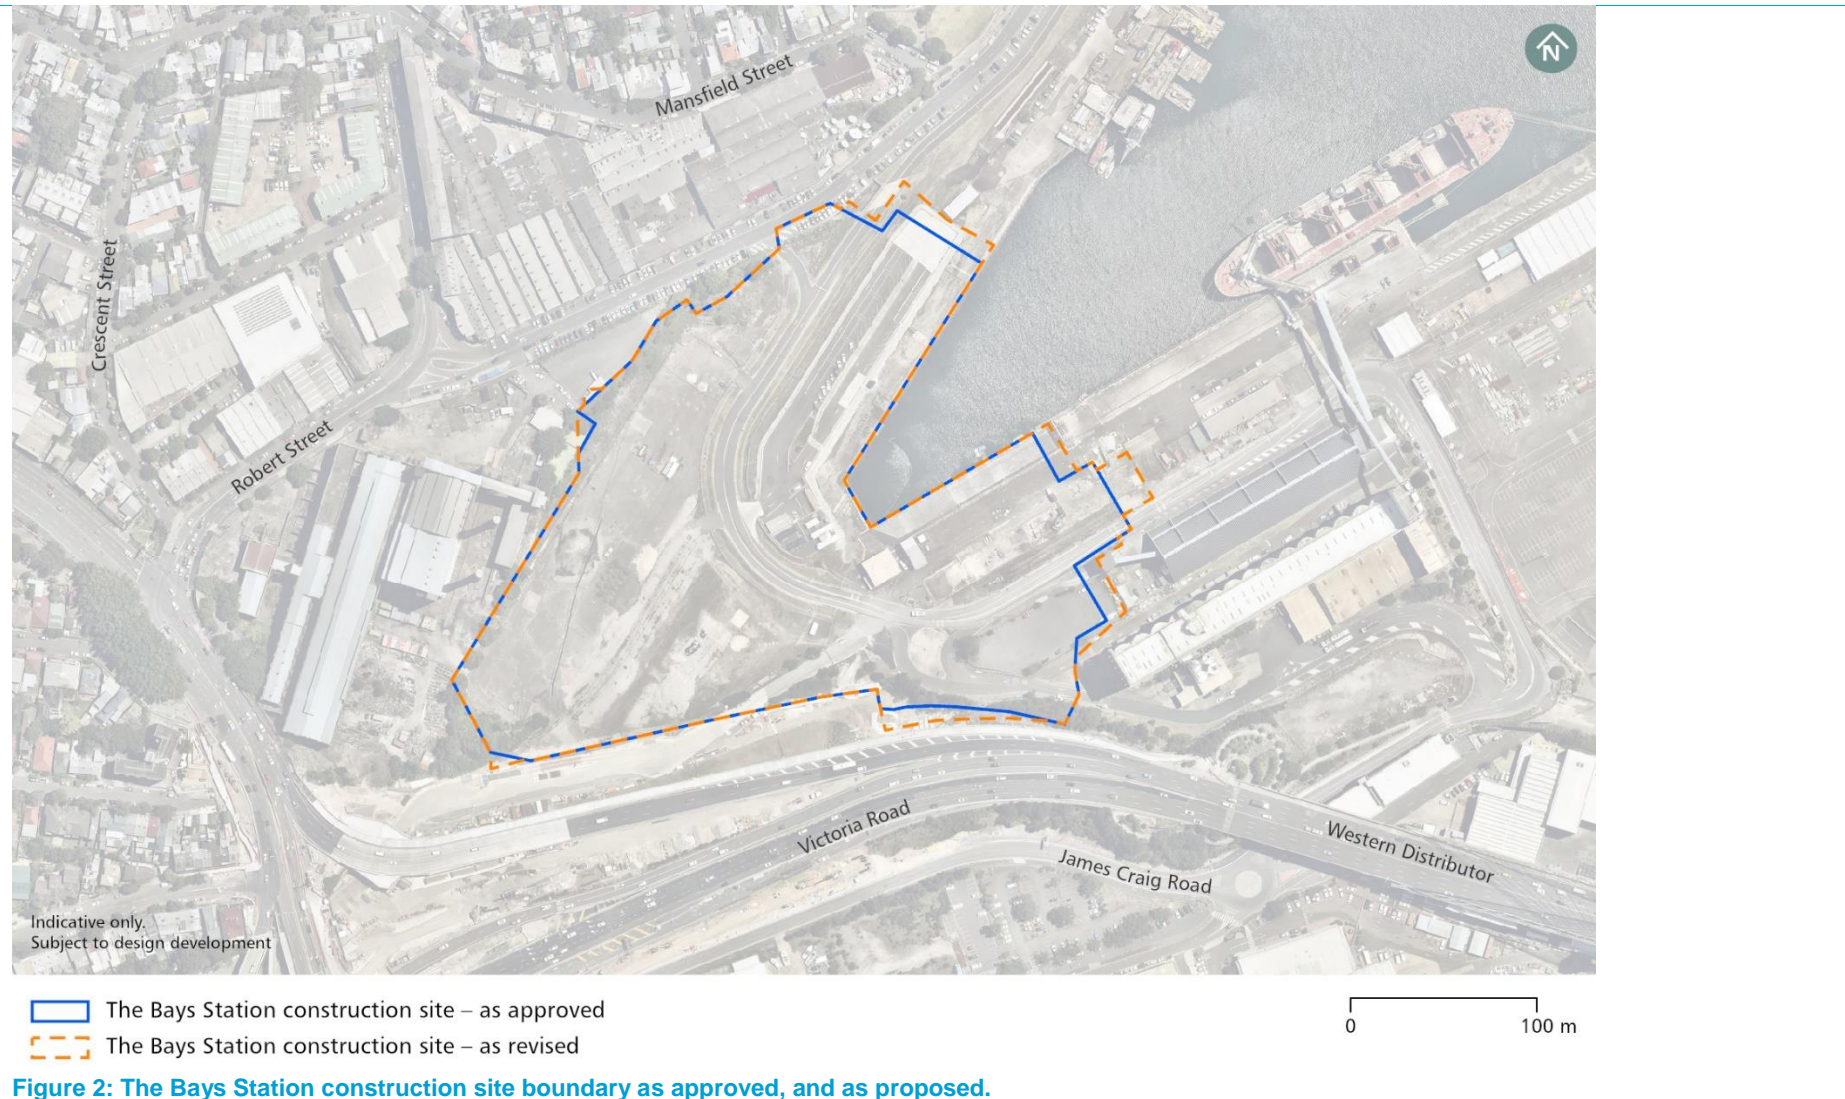 N
Mansfield Street
Crescent Street
Robert Street
Victoria Road
James Craig Road
Western Distributor
Indicative only.
Subject to design development
The Bays Station construction site – as approved
The Bays Station construction site – as revised
0
100 m
Figure 2: The Bays Station construction site boundary as approved, and as proposed.